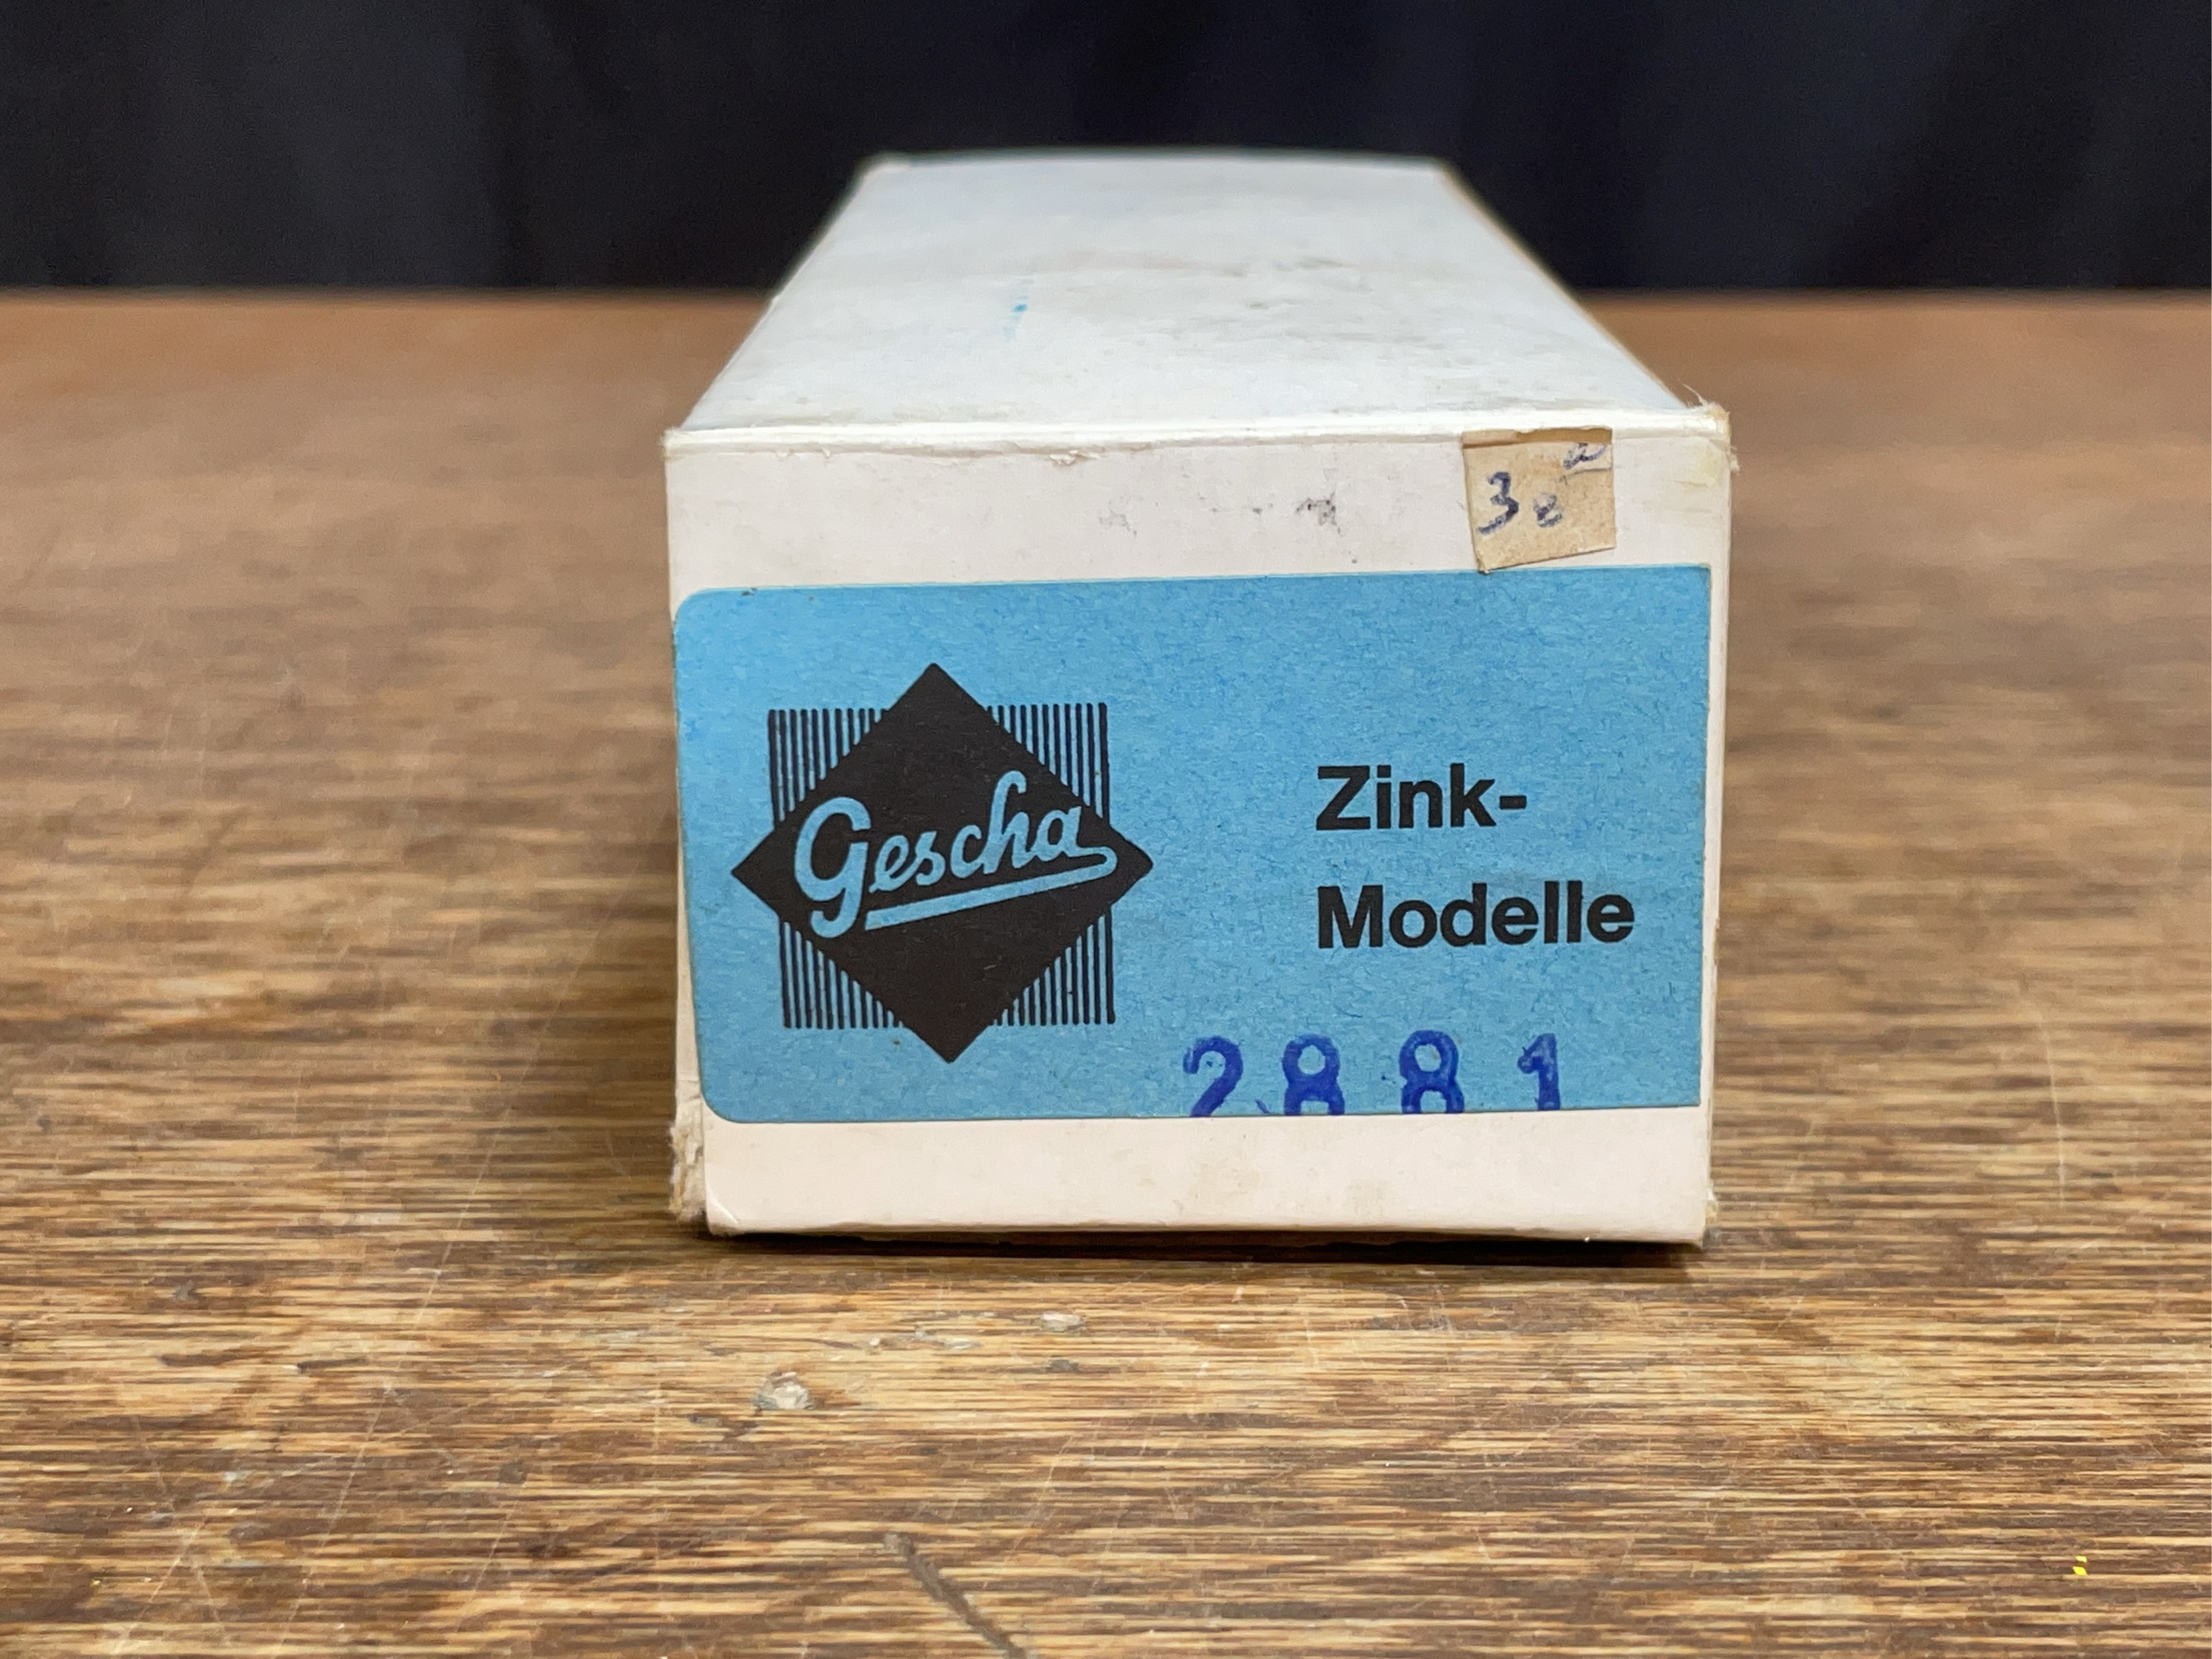 Gescha
Zink-
Modelle
2881